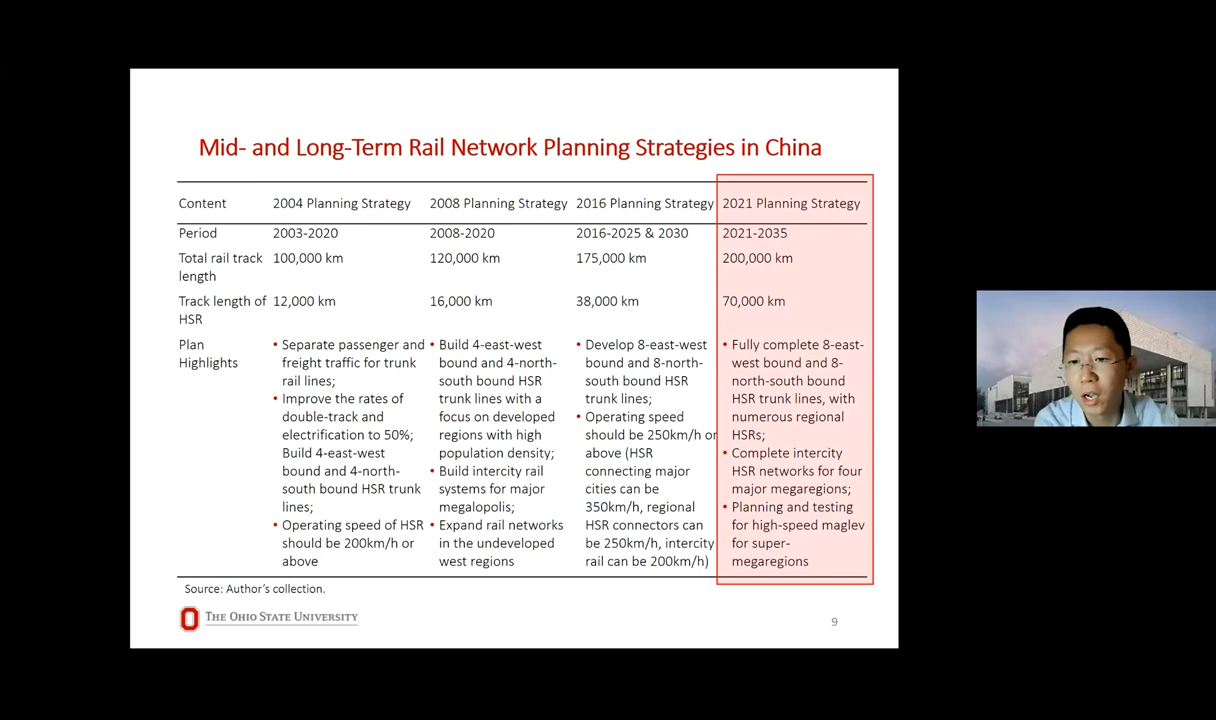 Mid- and Long-Term Rail Network Planning Strategies in China
Content
2004 Planning Strategy
2008 Planning Strategy
2016 Planning Strategy
2021 Planning Strategy
Period
2003-2020
2008-2020
2016-2025 & 2030
2021-2035
Total rail track
length
100,000 km
120,000 km
175,000 km
200,000 km
Track length of
HSR
12,000 km
16,000 km
38,000 km
70,000 km
Plan
Highlights
• Separate passenger and
freight traffic for trunk
rail lines;
• Improve the rates of
double-track and
electrification to 50%;
Build 4-east-west
bound and 4-north-
south bound HSR trunk
lines;
• Operating speed of HSR
should be 200km/h or
above
• Build 4-east-west
bound and 4-north-
south bound HSR
trunk lines with a
focus on developed
regions with high
population density;
• Build intercity rail
systems for major
megalopolis;
• Expand rail networks
in the undeveloped
west regions
• Develop 8-east-west
bound and 8-north-
south bound HSR
trunk lines;
• Operating speed
should be 250km/h or
above (HSR
connecting major
cities can be
350km/h, regional
HSR connectors can
be 250km/h, intercity
rail can be 200km/h)
• Fully complete 8-east-
west bound and 8-
north-south bound
HSR trunk lines, with
numerous regional
HSRs;
• Complete intercity
HSR networks for four
major megaregions;
• Planning and testing
for high-speed maglev
for super-
megaregions
Source: Author's collection.
THE OHIO STATE UNIVERSITY
9